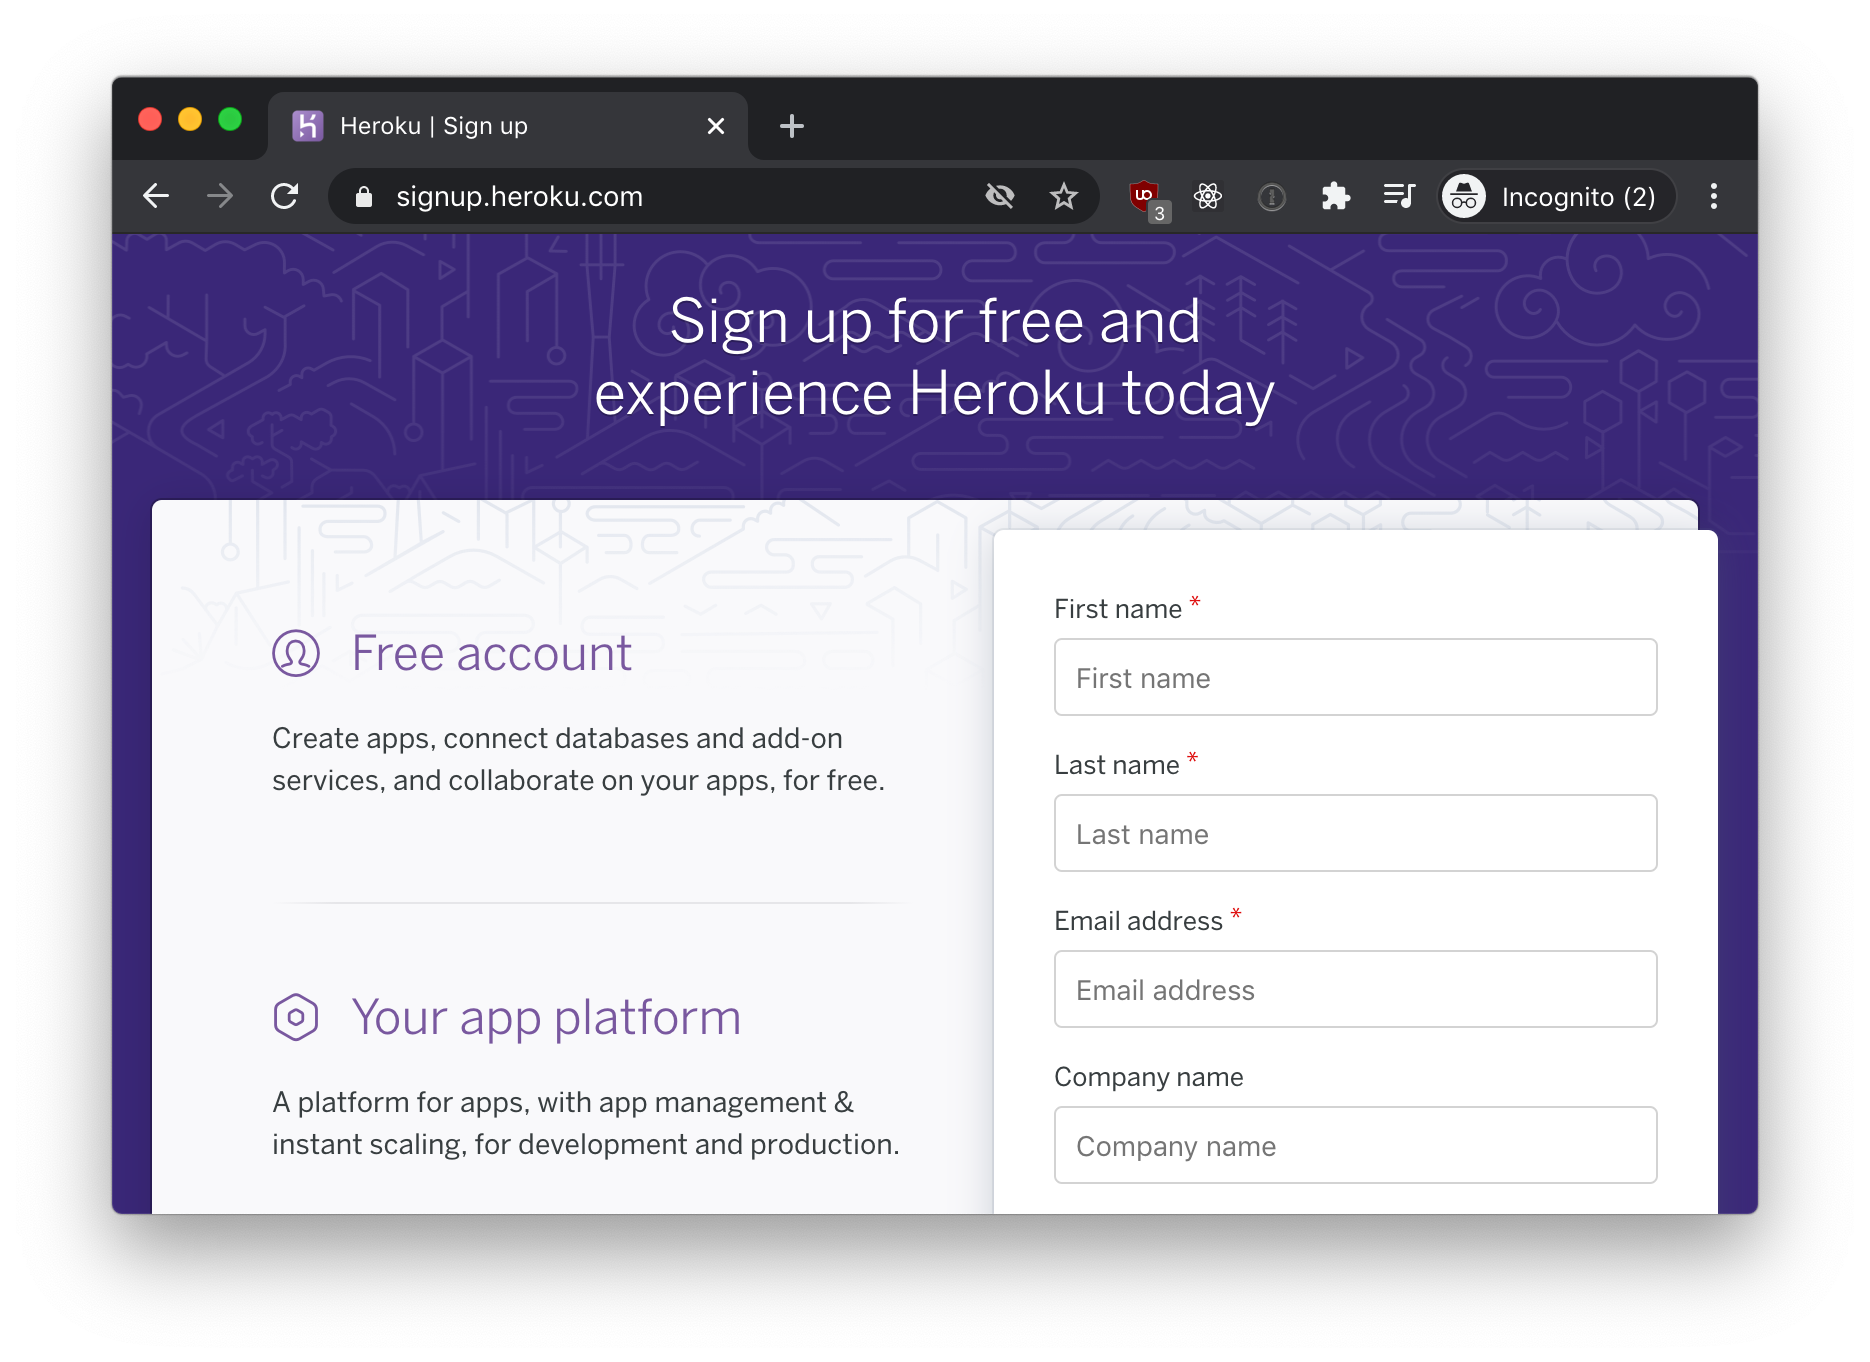 Heroku | Sign up
signup.heroku.com
3
Incognito (2)
Sign up for free and
experience Heroku today
Free account
Create apps, connect databases and add-on
services, and collaborate on your apps, for free.
Your app platform
A platform for apps, with app management &
instant scaling, for development and production.
First name *
First name
Last name *
Last name
Email address *
Email address
Company name
Company name